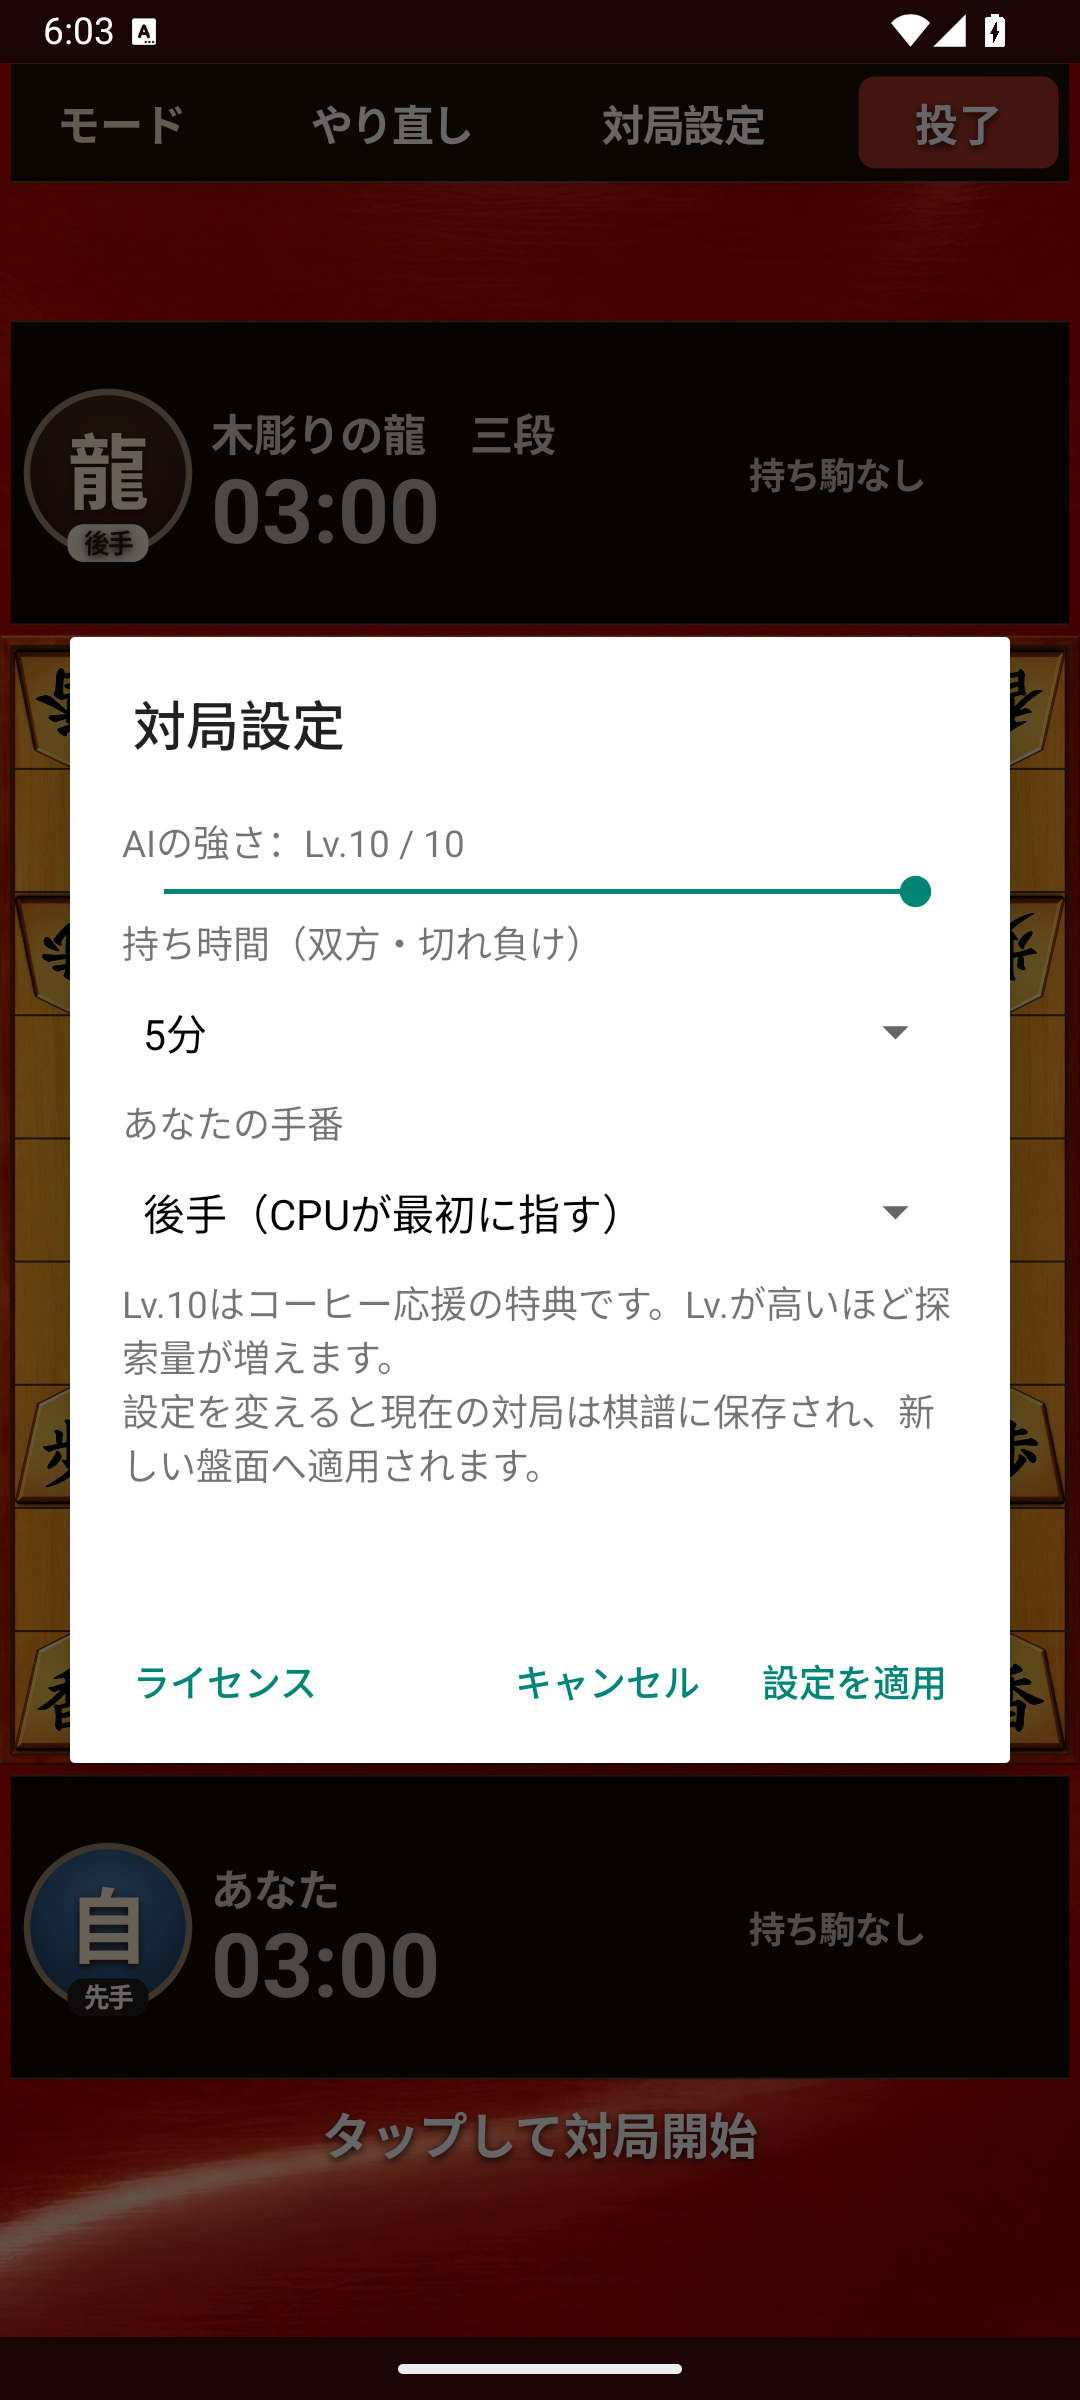 6:03
モード やり直し 対局設定 投了
龍
後手
木彫りの龍　三段
03:00
持ち駒なし
対局設定
AIの強さ： Lv.10 / 10
持ち時間（双方・切れ負け）
5分
あなたの手番
後手（CPUが最初に指す）
Lv.10はコーヒー応援の特典です。Lv.が高いほど探
索量が増えます。
設定を変えると現在の対局は棋譜に保存され、新
しい盤面へ適用されます。
ライセンス キャンセル 設定を適用
自
先手
あなた
03:00
持ち駒なし
タップして対局開始